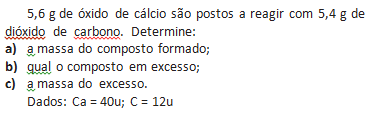 5,6 g de óxido de cálcio são postos a reagir com 5,4 g de
dióxido de carbono. Determine:
a) a massa do composto formado;
b) qual o composto em excesso;
c) a massa do excesso.
Dados: Ca = 40u; C = 12u